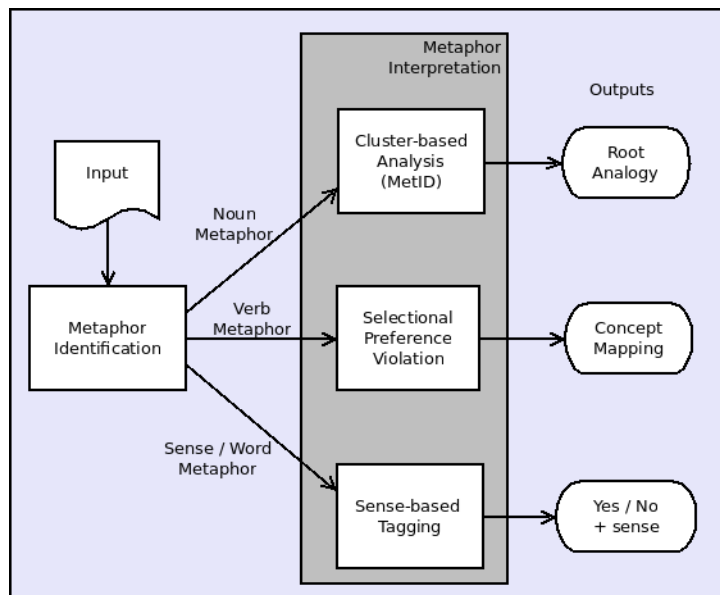 Metaphor
Interpretation
Outputs
Input
Cluster-based
Analysis
(MetID)
Root
Analogy
Noun
Metaphor
Metaphor
Identification
Verb
Metaphor
Selectional
Preference
Violation
Concept
Mapping
Sense / Word
Metaphor
Sense-based
Tagging
Yes / No
+ sense